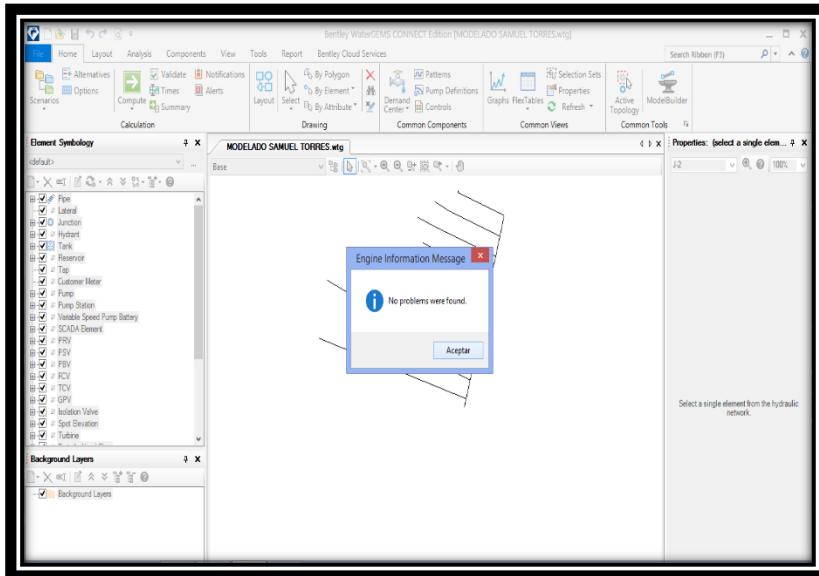 Bentley WaterGEMS CONNECT Edition [MODELADO SAMUEL TORRES.wtg]
File Home Layout Analysis Components View Tools Report Bentley Cloud Services Search Ribbon (F3)
Scenarios
Alternatives
Options
Compute
Validate
Times
Summary
Notifications
Alerts
Calculation
Layout
Select
By Polygon
By Element
By Attribute
Drawing
Demand Center
Patterns
Pump Definitions
Controls
Common Components
Graphs
FlexTables
Selection Sets
Properties
Refresh
Common Views
Active Topology
ModelBuilder
Common Tools
Element Symbology
<default>
Pipe
Lateral
Junction
Hydrant
Tank
Reservoir
Tap
Customer Meter
Pump
Pump Station
Variable Speed Pump Battery
SCADA Element
PRV
PSV
PBV
FCV
TCV
GPV
Isolation Valve
Spot Elevation
Turbine
Background Layers
Background Layers
MODELADO SAMUEL TORRES.wtg
Base
Engine Information Message
No problems were found.
Aceptar
Properties: (select a single elem...
J-2
100%
Select a single element from the hydraulic
network.